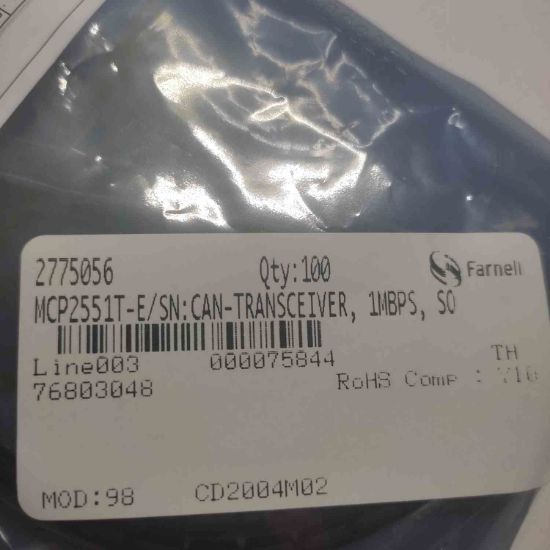 2775056 Qty:100 Farnell
MCP2551T-E/SN:CAN-TRANSCEIVER, 1MBPS, SO
Line003 000075844 TH
76803048 RoHS Comp : Y10
MOD:98 CD2004M02